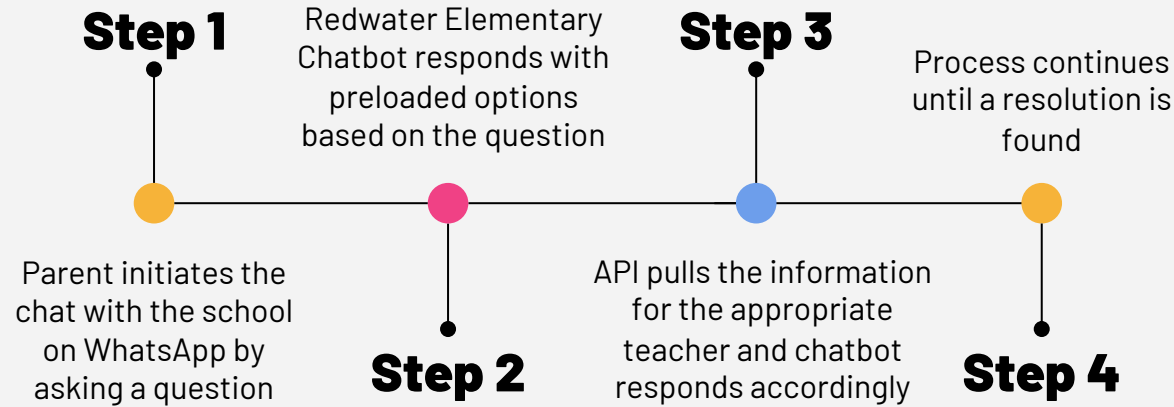 Step 1
Parent initiates the
chat with the school
on WhatsApp by
asking a question
Redwater Elementary
Chatbot responds with
preloaded options
based on the question
Step 2
Step 3
API pulls the information
for the appropriate
teacher and chatbot
responds accordingly
Process continues
until a resolution is
found
Step 4